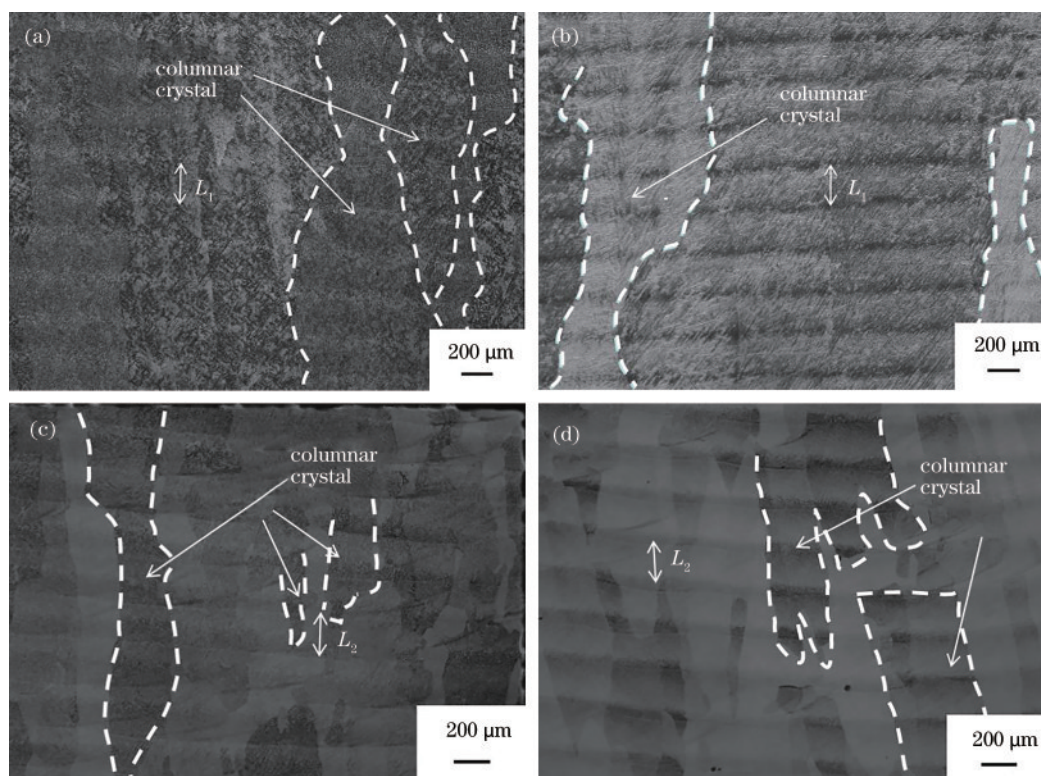 (a)
columnar
crystal
L₁
200 μm
(b)
columnar
crystal
L₁
200 μm
(c)
columnar
crystal
L₂
200 μm
(d)
columnar
crystal
L₂
200 μm